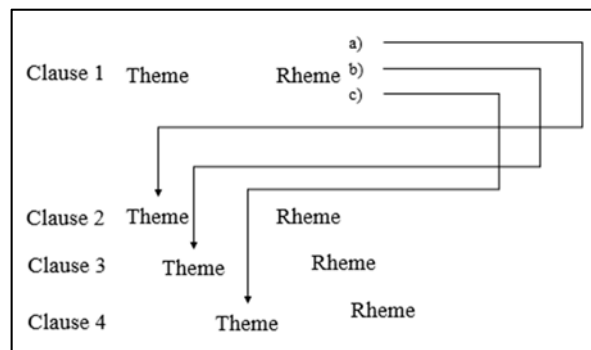 a)
Clause 1 Theme Rheme b)
c)
Clause 2 Theme Rheme
Clause 3 Theme Rheme
Clause 4 Theme Rheme